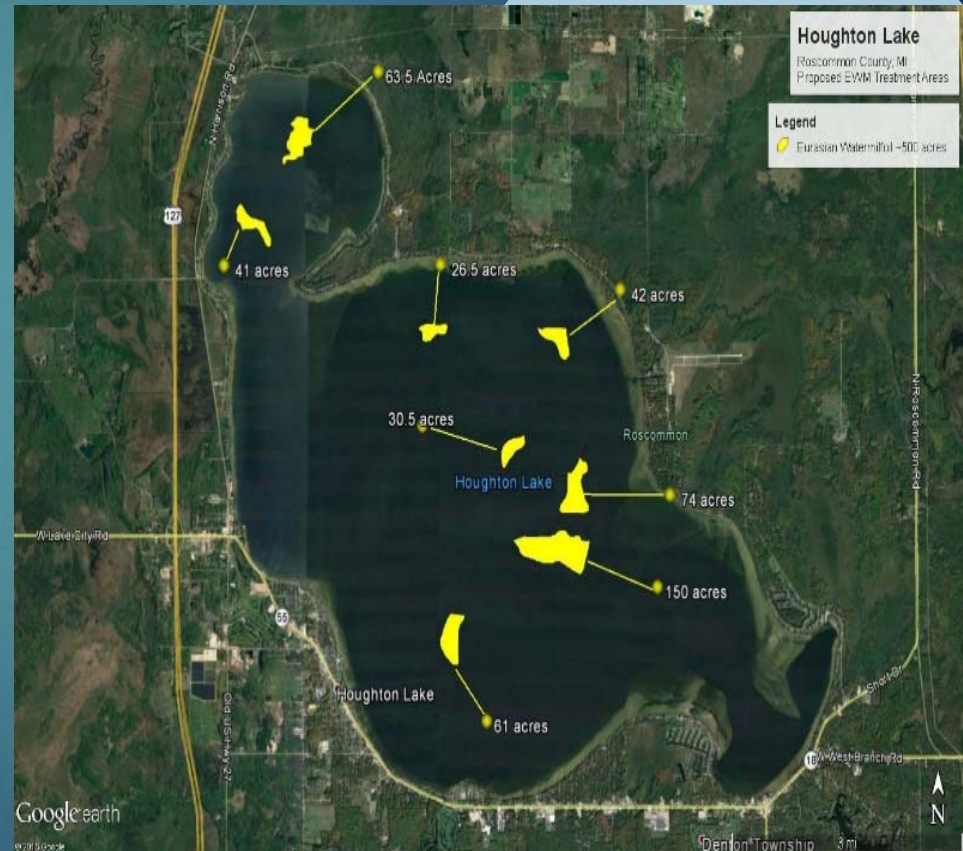 Houghton Lake
Roscommon County, MI
Proposed EWM Treatment Areas
Legend
Eurasian Watermilfoil ~500 acres
N Harrison Rd
63.5 Acres
127
41 acres
26.5 acres
42 acres
30.5 acres
Roscommon
N Roscommon Rd
Houghton Lake
74 acres
W Lake City Rd
150 acres
55
Houghton Lake
Short Dr
61 acres
Old US Hwy 27
18
W West Branch Rd
Google earth
N
Denton Township
3 mi